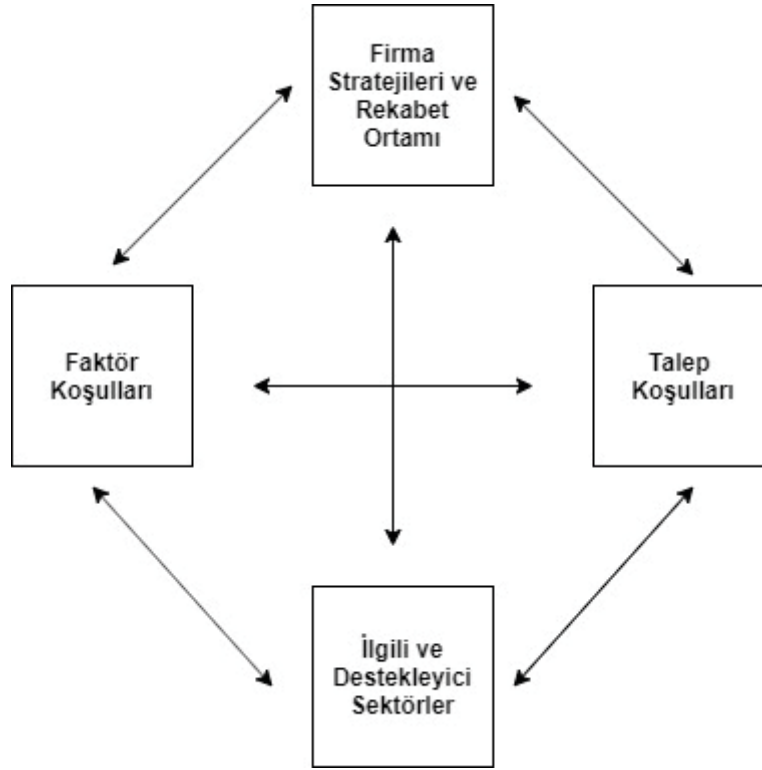 Firma
Stratejileri ve
Rekabet
Ortamı
Faktör
Koşulları
Talep
Koşulları
İlgili ve
Destekleyici
Sektörler